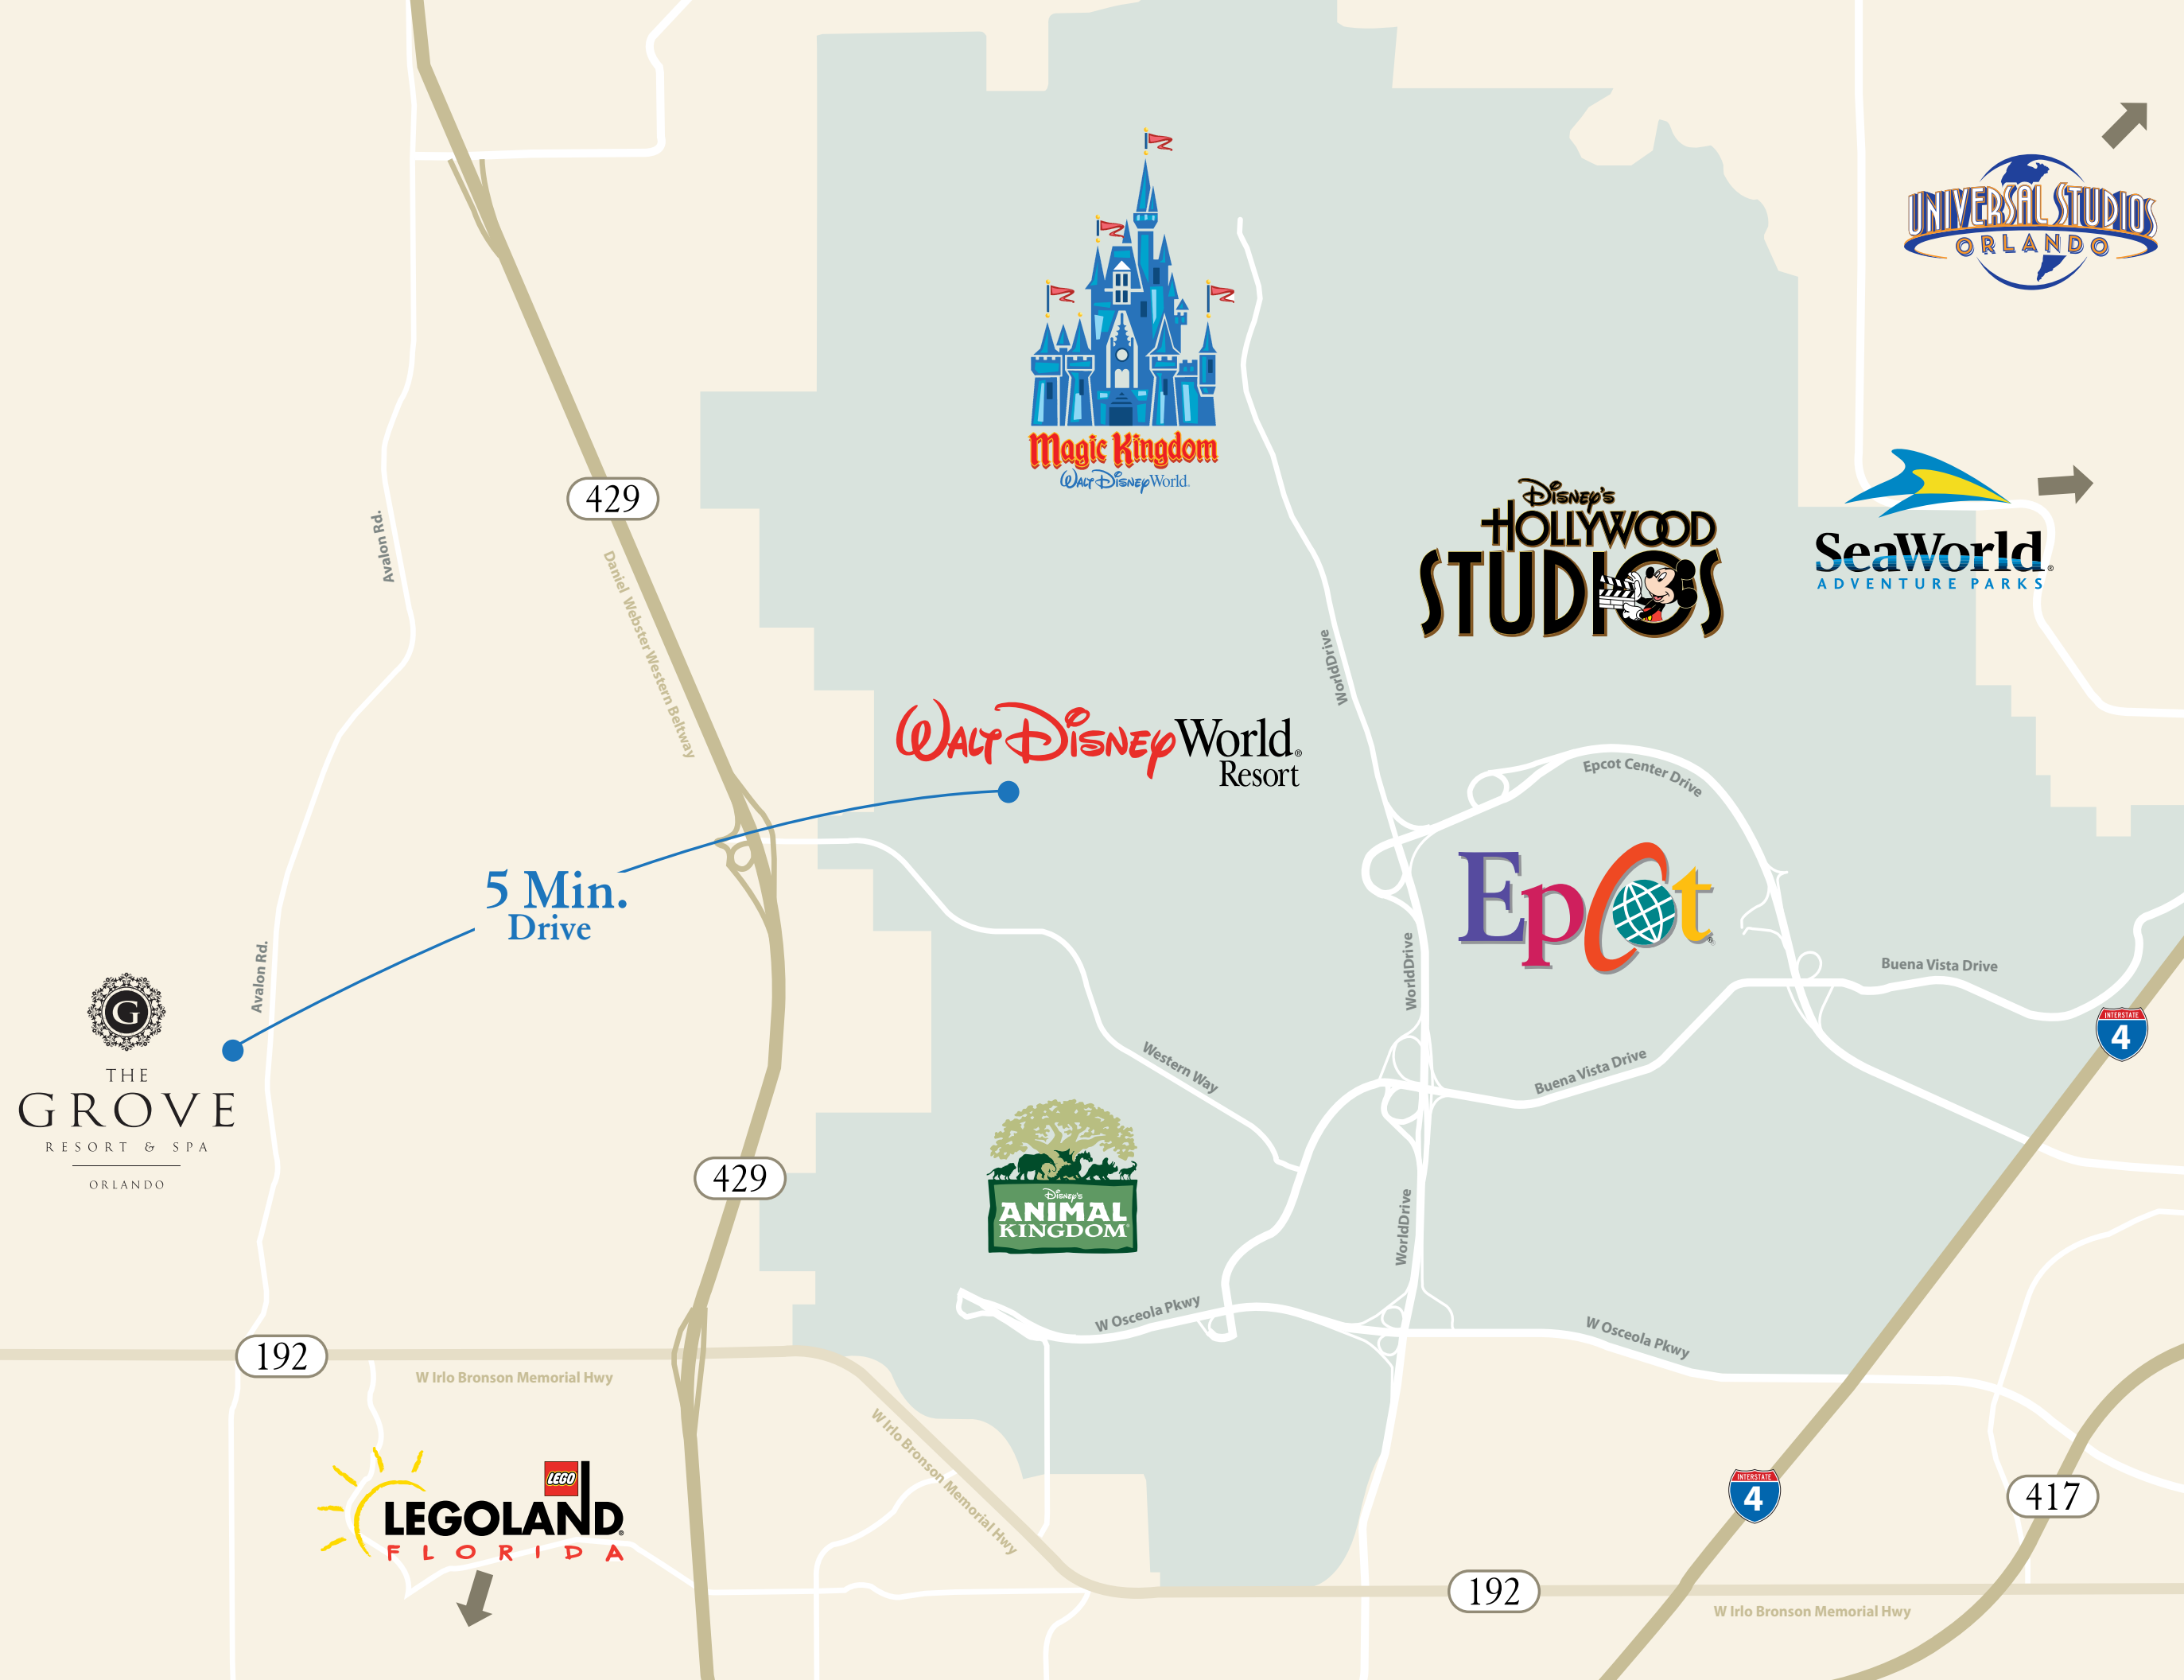 UNIVERSAL STUDIOS
ORLANDO
Magic Kingdom
WALT DISNEY World.
429
Avalon Rd.
Daniel Webster Western Beltway
DISNEY'S
HOLLYWOOD
STUDIOS
SeaWorld®
ADVENTURE PARKS
WorldDrive
WALT DISNEY World®
Resort
Epcot Center Drive
5 Min.
Drive
Epcot®
Avalon Rd.
WorldDrive
Buena Vista Drive
INTERSTATE
4
G
THE
GROVE
RESORT & SPA
ORLANDO
Western Way
Buena Vista Drive
429
DISNEY'S
ANIMAL
KINGDOM®
WorldDrive
W Osceola Pkwy
W Osceola Pkwy
192
W Irlo Bronson Memorial Hwy
W Irlo Bronson Memorial Hwy
LEGO
LEGOLAND®
FLORIDA
INTERSTATE
4
417
192
W Irlo Bronson Memorial Hwy